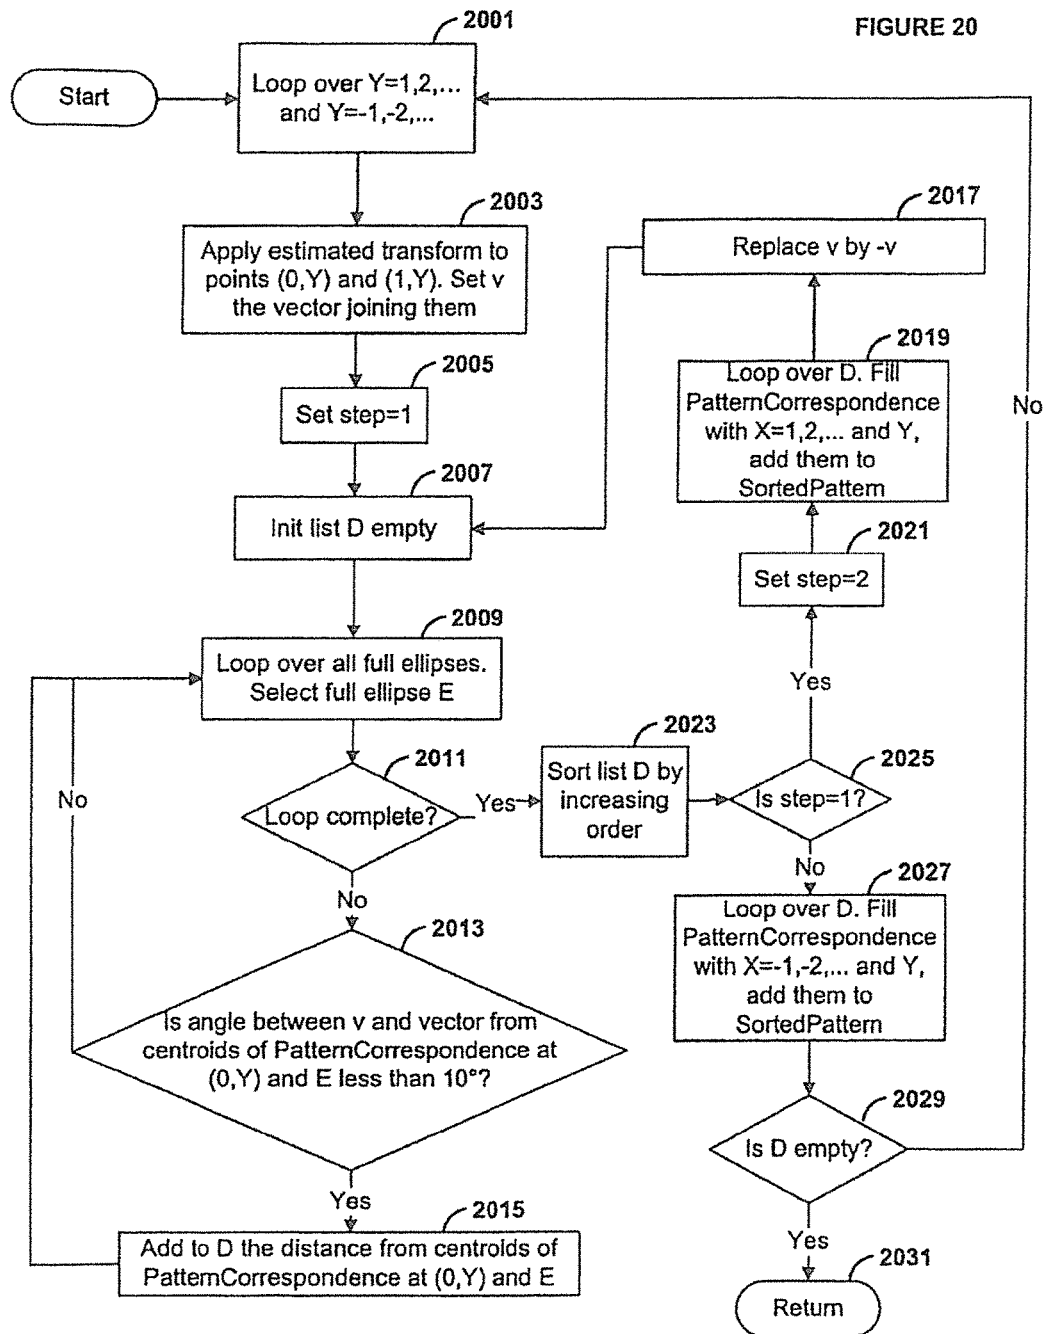 FIGURE 20
Start
2001
Loop over Y=1,2,...
and Y=-1,-2,...
2003
Apply estimated transform to
points (0,Y) and (1,Y). Set v
the vector joining them
2005
Set step=1
2007
Init list D empty
2009
Loop over all full ellipses.
Select full ellipse E
2011
Loop complete?
Yes
No
2013
Is angle between v and vector from
centroids of PatternCorrespondence at
(0,Y) and E less than 10°?
No
Yes
2015
Add to D the distance from centroids of
PatternCorrespondence at (0,Y) and E
2017
Replace v by -v
2019
Loop over D. Fill
PatternCorrespondence
with X=1,2,... and Y,
add them to
SortedPattern
2021
Set step=2
Yes
2023
Sort list D by
increasing
order
2025
Is step=1?
No
2027
Loop over D. Fill
PatternCorrespondence
with X=-1,-2,... and Y,
add them to
SortedPattern
2029
Is D empty?
No
Yes
2031
Return